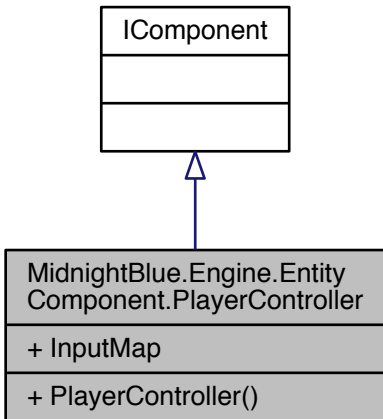 IComponent
MidnightBlue.Engine.Entity
Component.PlayerController
+ InputMap
+ PlayerController()